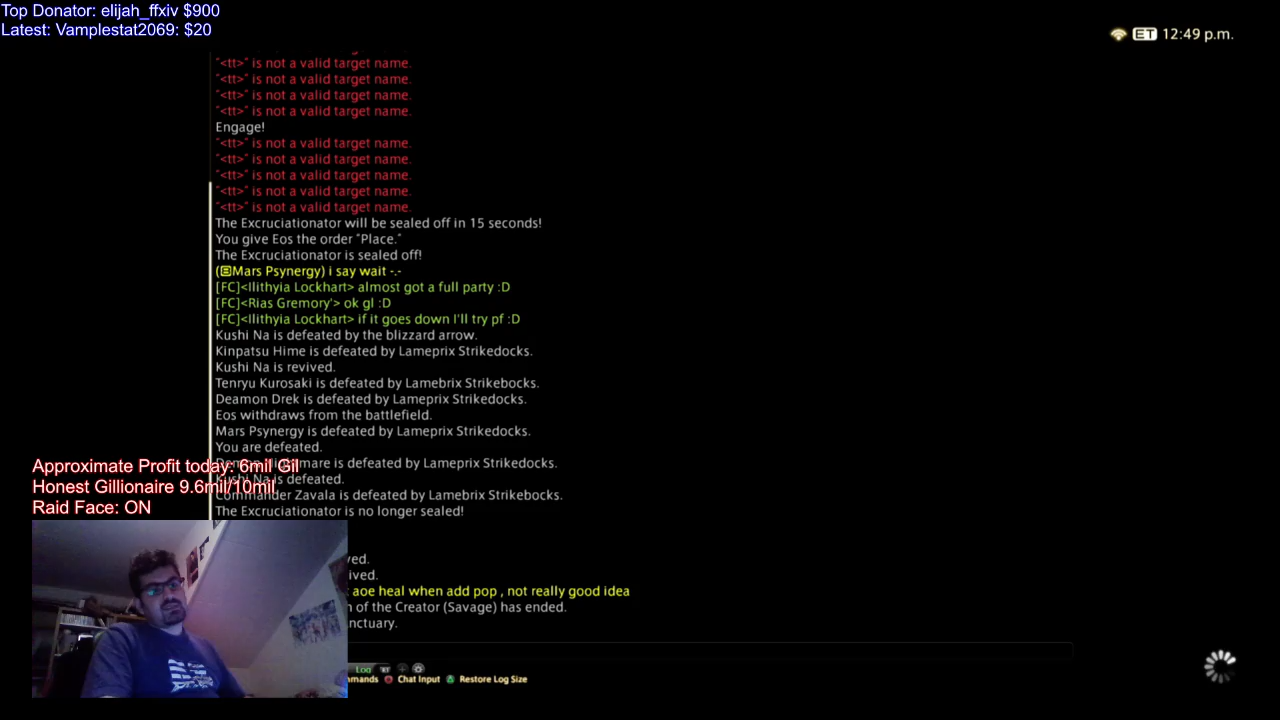 Top Donator: elijah_ffxiv $900
Latest: Vamplestat2069: $20
ET 12:49 p.m.
"<tt>" is not a valid target name.
"<tt>" is not a valid target name.
"<tt>" is not a valid target name.
"<tt>" is not a valid target name.
Engage!
"<tt>" is not a valid target name.
"<tt>" is not a valid target name.
"<tt>" is not a valid target name.
"<tt>" is not a valid target name.
"<tt>" is not a valid target name.
The Excruciationator will be sealed off in 15 seconds!
You give Eos the order "Place."
The Excruciationator is sealed off!
(Mars Psynergy) i say wait -.-
[FC]<Ilithyia Lockhart> almost got a full party :D
[FC]<Rias Gremory'> ok gl :D
[FC]<Ilithyia Lockhart> if it goes down I'll try pf :D
Kushi Na is defeated by the blizzard arrow.
Kinpatsu Hime is defeated by Lameprix Strikedocks.
Kushi Na is revived.
Tenryu Kurosaki is defeated by Lamebrix Strikebocks.
Deamon Drek is defeated by Lameprix Strikedocks.
Eos withdraws from the battlefield.
Mars Psynergy is defeated by Lameprix Strikedocks.
You are defeated.
mare is defeated by Lameprix Strikedocks.
Approximate Profit today: 6mil Gil
Kushi Na is defeated.
Honest Gillionaire 9.6mil/10mil
Commander Zavala is defeated by Lamebrix Strikebocks.
Raid Face: ON
The Excruciationator is no longer sealed!
ved.
ived.
aoe heal when add pop , not really good idea
of the Creator (Savage) has ended.
nctuary.
Log
mmands Chat Input Restore Log Size